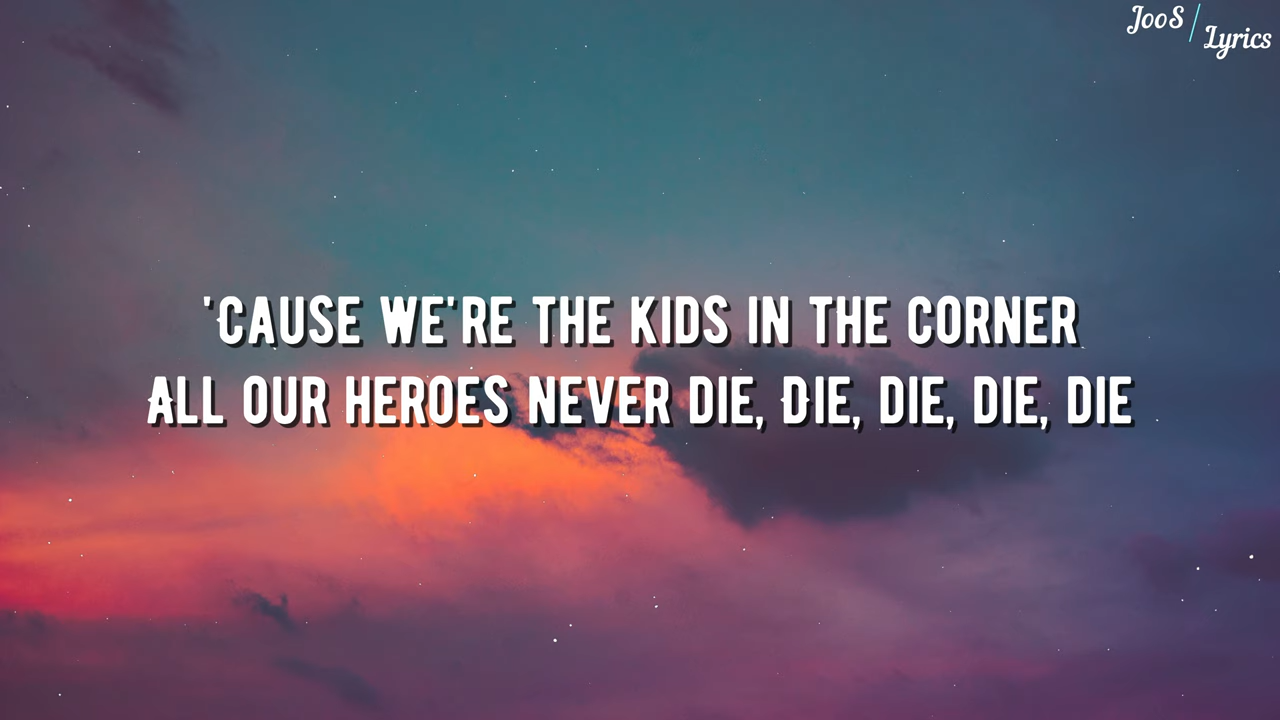 JooS / Lyrics
'CAUSE WE'RE THE KIDS IN THE CORNER
ALL OUR HEROES NEVER DIE, DIE, DIE, DIE, DIE